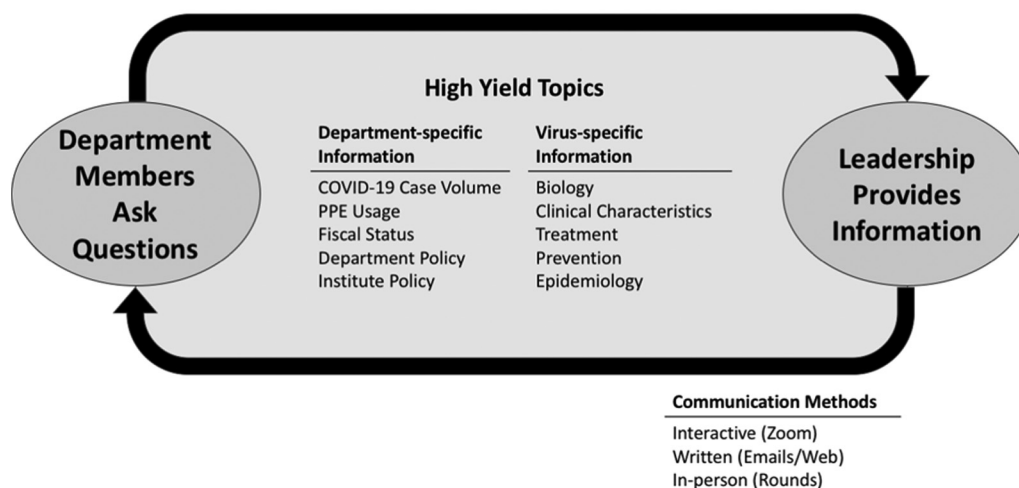 High Yield Topics
Department
Members
Ask
Questions
Department-specific
Information
COVID-19 Case Volume
PPE Usage
Fiscal Status
Department Policy
Institute Policy
Virus-specific
Information
Biology
Clinical Characteristics
Treatment
Prevention
Epidemiology
Leadership
Provides
Information
Communication Methods
Interactive (Zoom)
Written (Emails/Web)
In-person (Rounds)